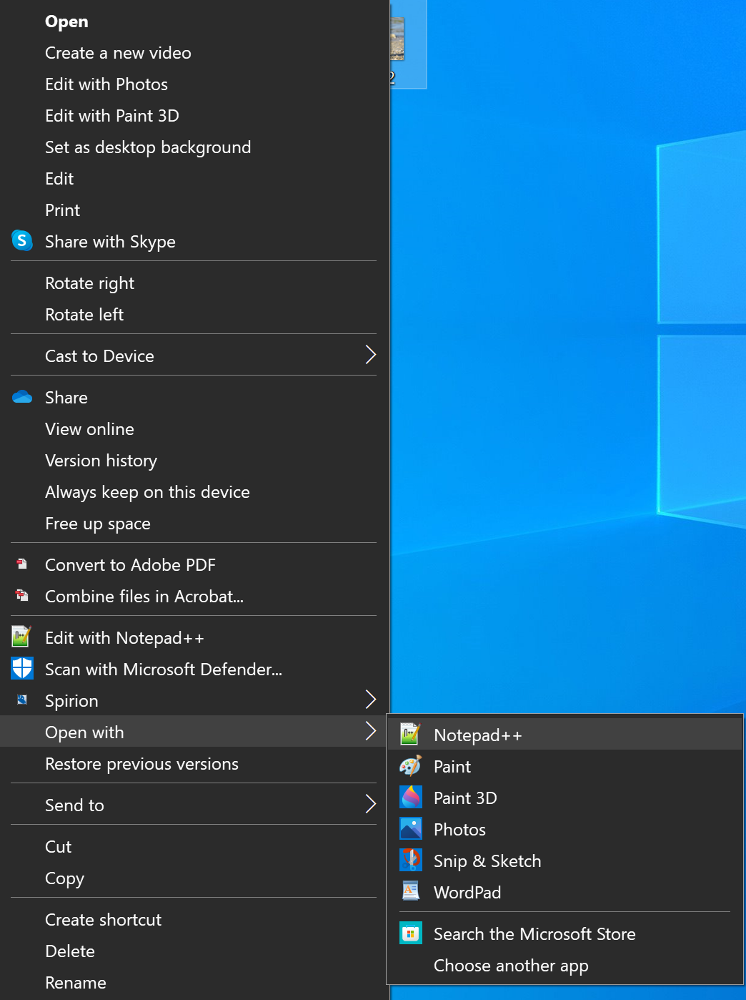 Open
Create a new video
Edit with Photos
Edit with Paint 3D
Set as desktop background
Edit
Print
S Share with Skype
Rotate right
Rotate left
Cast to Device
Share
View online
Version history
Always keep on this device
Free up space
Convert to Adobe PDF
Combine files in Acrobat...
Edit with Notepad++
Scan with Microsoft Defender...
Spirion
Open with
Restore previous versions
Send to
Cut
Copy
Create shortcut
Delete
Rename
2
Notepad++
Paint
Paint 3D
Photos
Snip & Sketch
WordPad
Search the Microsoft Store
Choose another app